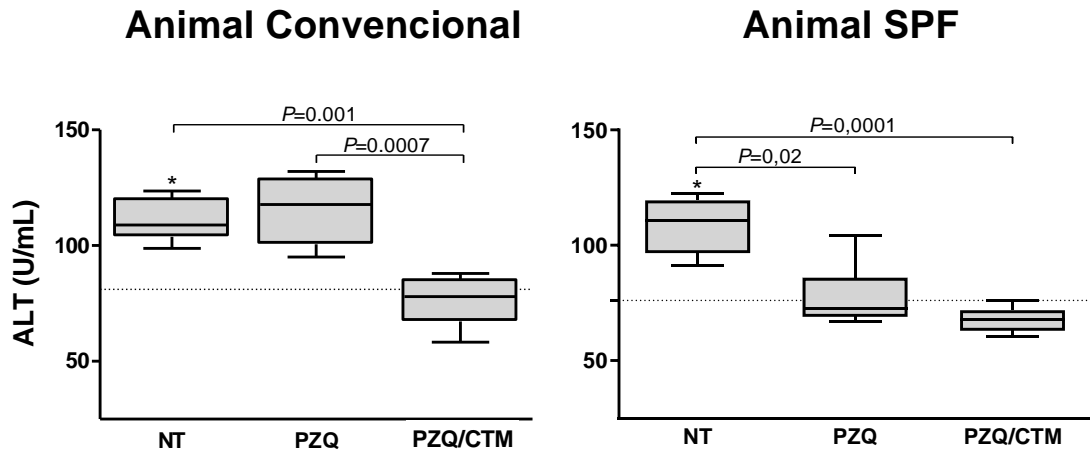 Animal Convencional
Animal SPF
P=0.001
P=0.0007
150
100
50
ALT (U/mL)
*
NT
PZQ
PZQ/CTM
P=0,0001
P=0,02
150
100
50
*
NT
PZQ
PZQ/CTM